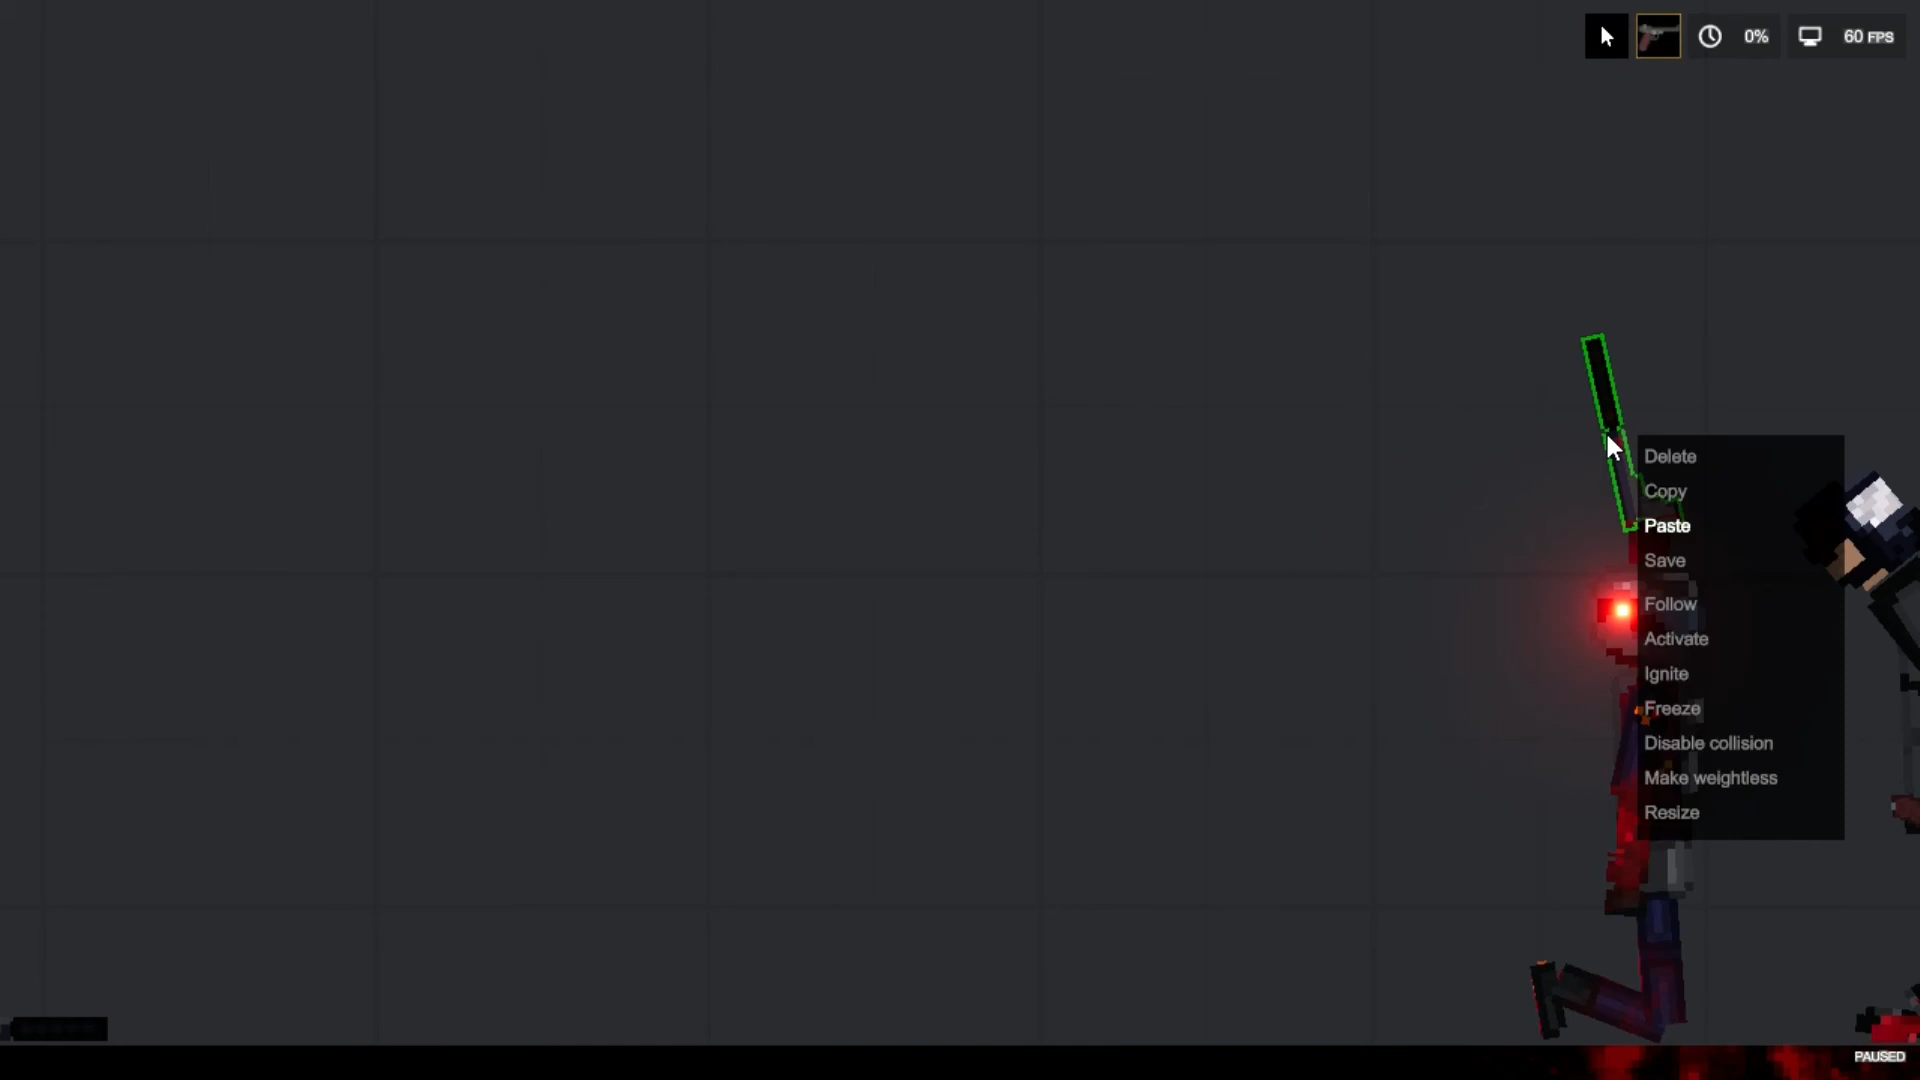 0%
60 FPS
Delete
Copy
Paste
Save
Follow
Activate
Ignite
Freeze
Disable collision
Make weightless
Resize
PAUSED